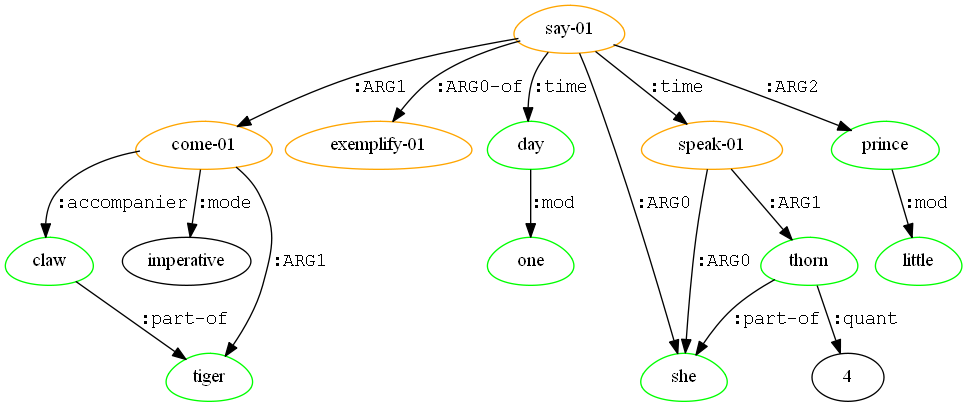 say-01
:ARG1 :ARG0-of :time :time :ARG2
come-01 exemplify-01 day speak-01 prince
:accompanier :mode :ARG1 :mod :ARG0 :ARG0 :ARG1 :mod
claw imperative one thorn little
:part-of :part-of :quant
tiger she 4